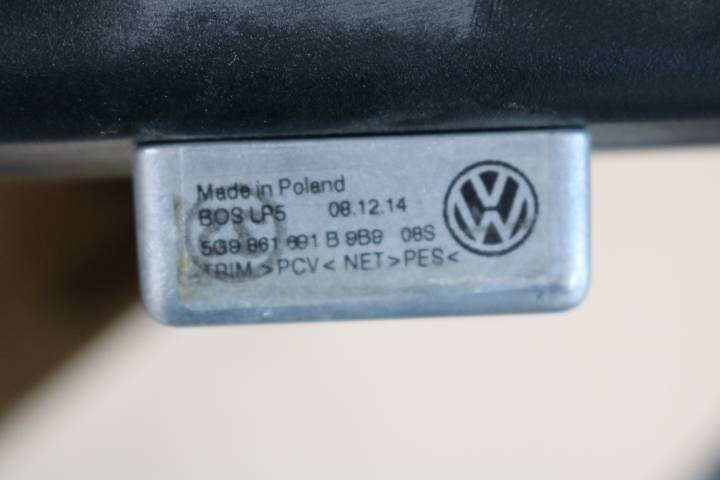 Made in Poland
BOS LP5 08.12.14
5G9 861 691 B 9B9 08S
TRIM >PCV< NET>PES<